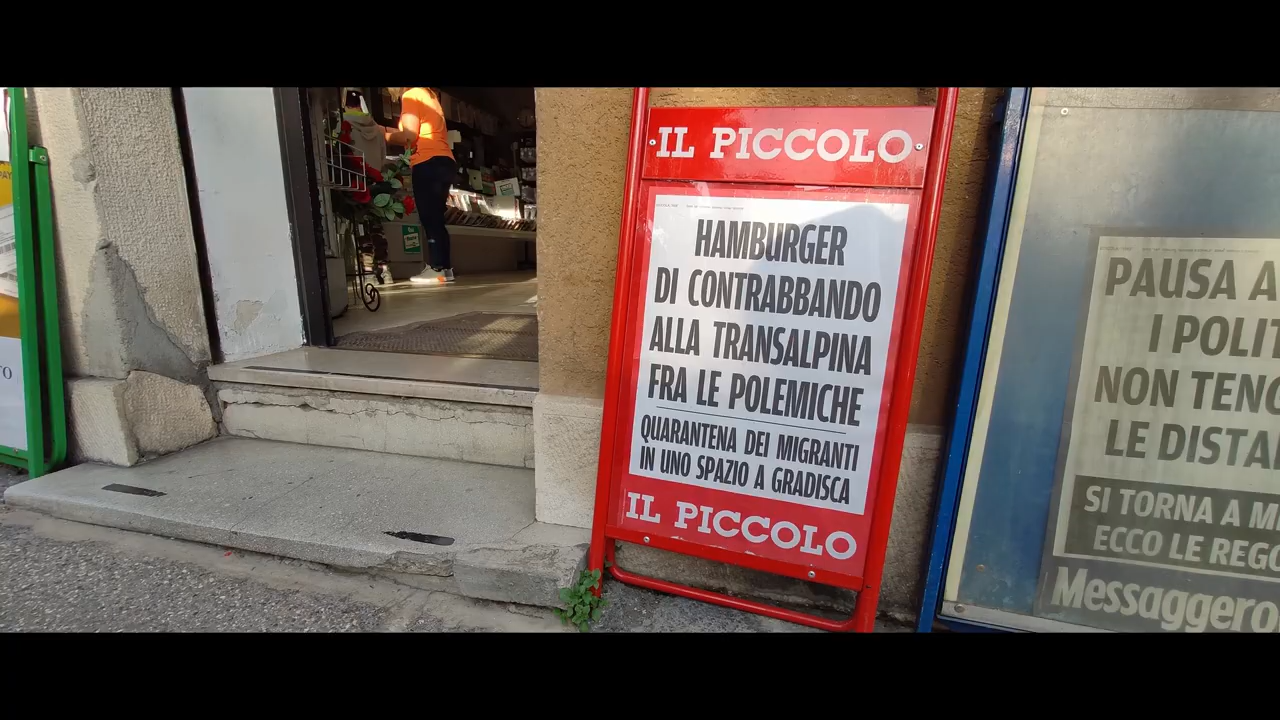 IL PICCOLO
HAMBURGER
DI CONTRABBANDO
ALLA TRANSALPINA
FRA LE POLEMICHE
QUARANTENA DEI MIGRANTI
IN UNO SPAZIO A GRADISCA
IL PICCOLO
PAUSA A
I POLIT
NON TENG
LE DISTA
SI TORNA A M
ECCO LE REGO
Messaggero